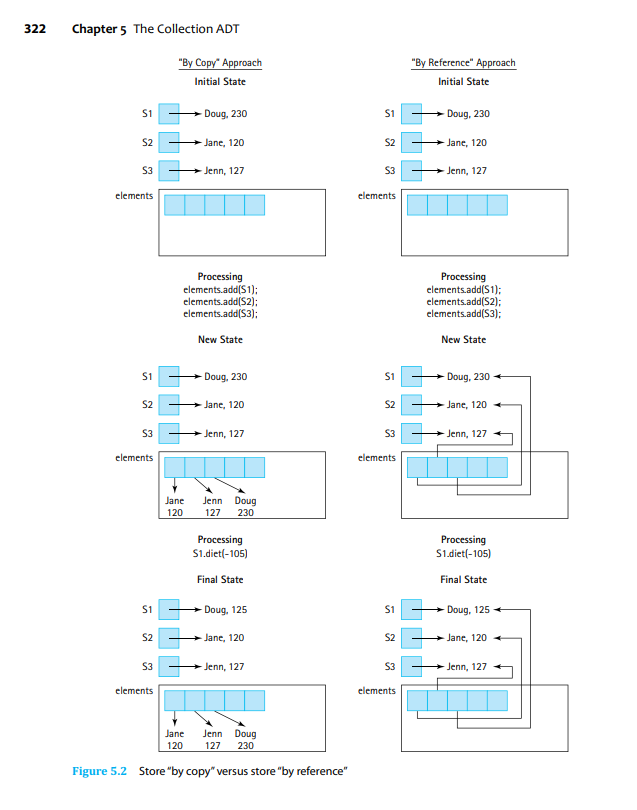 322 Chapter 5 The Collection ADT
"By Copy" Approach
Initial State
S1 Doug, 230
S2 Jane, 120
S3 Jenn, 127
elements
Processing
elements.add(S1);
elements.add(S2);
elements.add(S3);
New State
S1 Doug, 230
S2 Jane, 120
S3 Jenn, 127
elements
Jane Jenn Doug
120 127 230
Processing
S1.diet(-105)
Final State
S1 Doug, 125
S2 Jane, 120
S3 Jenn, 127
elements
Jane Jenn Doug
120 127 230
"By Reference" Approach
Initial State
S1 Doug, 230
S2 Jane, 120
S3 Jenn, 127
elements
Processing
elements.add(S1);
elements.add(S2);
elements.add(S3);
New State
S1 Doug, 230
S2 Jane, 120
S3 Jenn, 127
elements
Processing
S1.diet(-105)
Final State
S1 Doug, 125
S2 Jane, 120
S3 Jenn, 127
elements
Figure 5.2 Store "by copy" versus store "by reference"